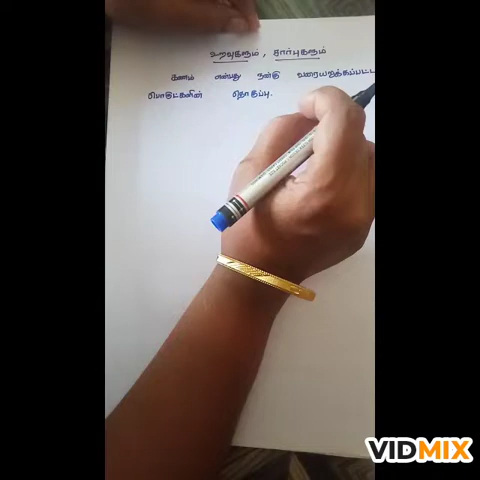 உறவுகளும், சார்புகளும்
கணம் என்பது நன்கு வரையறுக்கப்பட்ட
பொருட்களின் தொகுப்பு.
VIDMIX